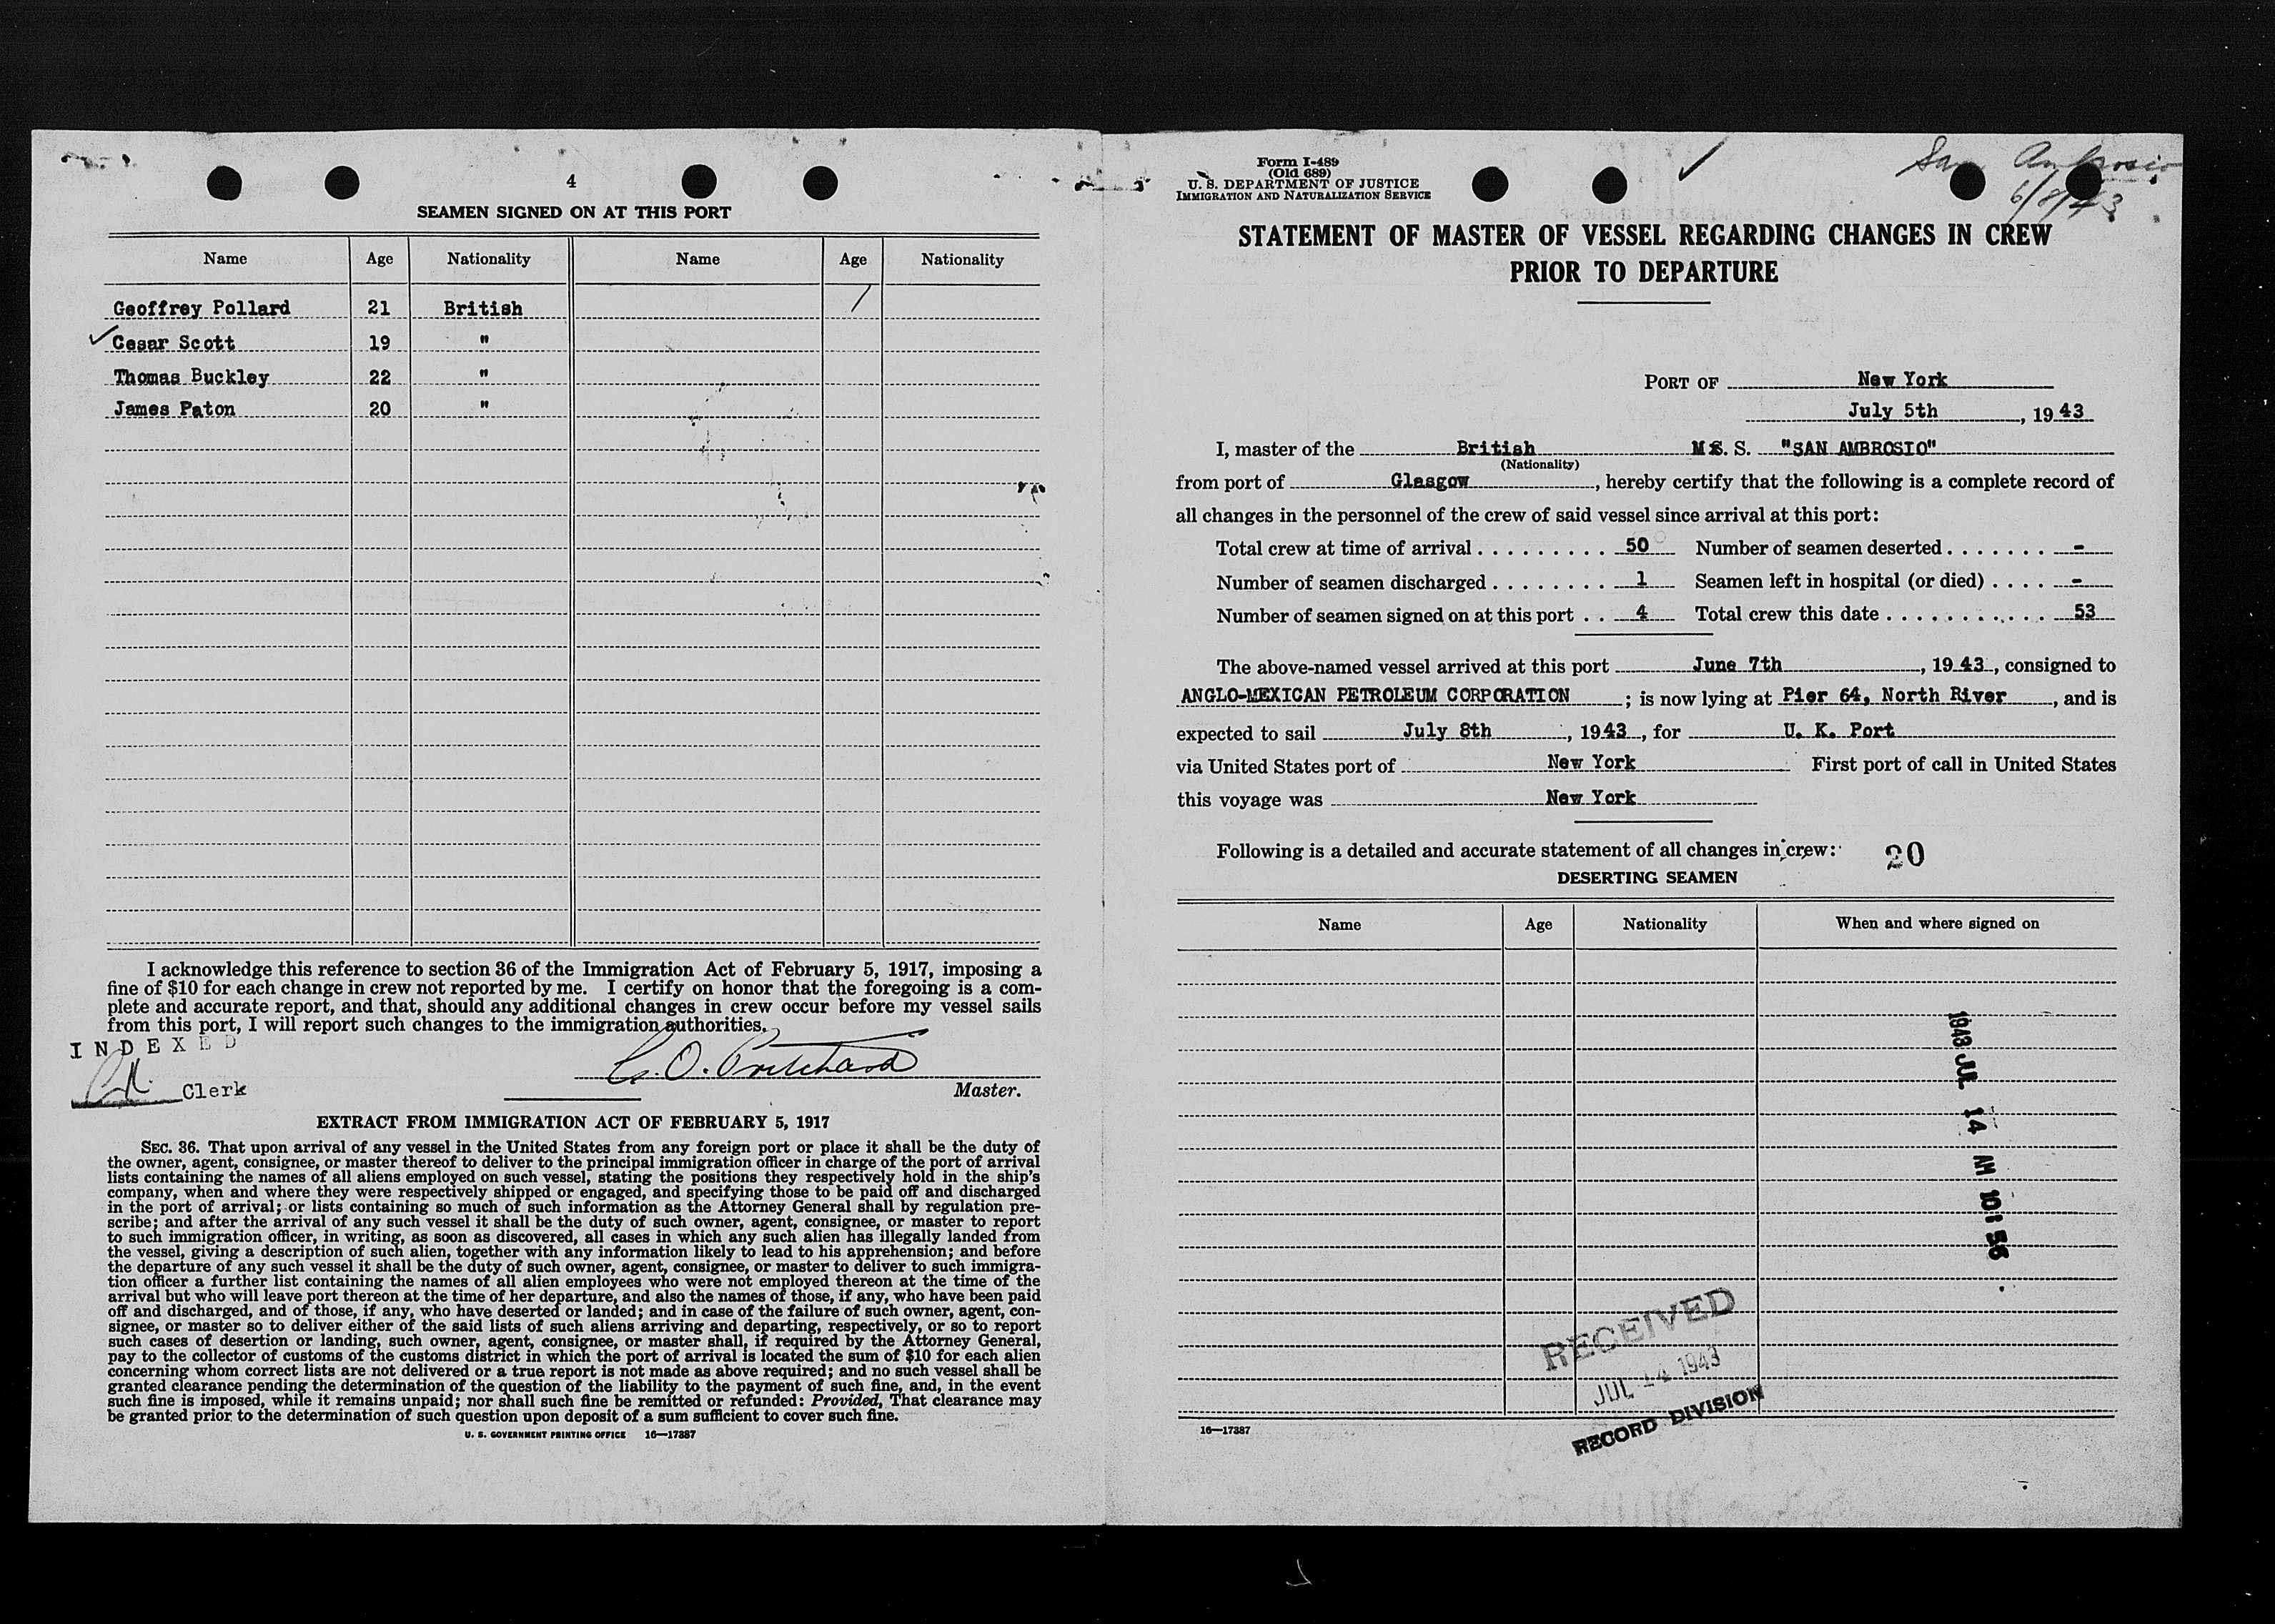 4
SEAMEN SIGNED ON AT THIS PORT
Name Age Nationality Name Age Nationality
Geoffrey Pollard 21 British
Cesar Scott 19 "
Thomas Buckley 22 "
James Paton 20 "
I acknowledge this reference to section 36 of the Immigration Act of February 5, 1917, imposing a
fine of $10 for each change in crew not reported by me. I certify on honor that the foregoing is a com-
plete and accurate report, and that, should any additional changes in crew occur before my vessel sails
from this port, I will report such changes to the immigration authorities.
INDEXED
Clerk
C. O. Pritchard
Master.
EXTRACT FROM IMMIGRATION ACT OF FEBRUARY 5, 1917
SEC. 36. That upon arrival of any vessel in the United States from any foreign port or place it shall be the duty of
the owner, agent, consignee, or master thereof to deliver to the principal immigration officer in charge of the port of arrival
lists containing the names of all aliens employed on such vessel, stating the positions they respectively hold in the ship's
company, when and where they were respectively shipped or engaged, and specifying those to be paid off and discharged
in the port of arrival; or lists containing so much of such information as the Attorney General shall by regulation pre-
scribe; and after the arrival of any such vessel it shall be the duty of such owner, agent, consignee, or master to report
to such immigration officer, in writing, as soon as discovered, all cases in which any such alien has illegally landed from
the vessel, giving a description of such alien, together with any information likely to lead to his apprehension; and before
the departure of any such vessel it shall be the duty of such owner, agent, consignee, or master to deliver to such immigra-
tion officer a further list containing the names of all alien employees who were not employed thereon at the time of the
arrival but who will leave port thereon at the time of her departure, and also the names of those, if any, who have been paid
off and discharged, and of those, if any, who have deserted or landed; and in case of the failure of such owner, agent, con-
signee, or master so to deliver either of the said lists of such aliens arriving and departing, respectively, or so to report
such cases of desertion or landing, such owner, agent, consignee, or master shall, if required by the Attorney General,
pay to the collector of customs of the customs district in which the port of arrival is located the sum of $10 for each alien
concerning whom correct lists are not delivered or a true report is not made as above required; and no such vessel shall be
granted clearance pending the determination of the question of the liability to the payment of such fine, and, in the event
such fine is imposed, while it remains unpaid; nor shall such fine be remitted or refunded: Provided, That clearance may
be granted prior to the determination of such question upon deposit of a sum sufficient to cover such fine.
U. S. GOVERNMENT PRINTING OFFICE 16—17387
Form I-489
(Old 689)
U. S. DEPARTMENT OF JUSTICE
IMMIGRATION AND NATURALIZATION SERVICE
San Ambrosio
6/8/43
STATEMENT OF MASTER OF VESSEL REGARDING CHANGES IN CREW
PRIOR TO DEPARTURE
PORT OF New York
July 5th, 1943
I, master of the British M S. S. "SAN AMBROSIO"
(Nationality)
from port of Glasgow, hereby certify that the following is a complete record of
all changes in the personnel of the crew of said vessel since arrival at this port:
Total crew at time of arrival . . . . . . . . . 50 Number of seamen deserted . . . . . . . -
Number of seamen discharged . . . . . . . . 1 Seamen left in hospital (or died) . . . . -
Number of seamen signed on at this port . . 4 Total crew this date . . . . . . . . . . . . 53
The above-named vessel arrived at this port June 7th, 1943, consigned to
ANGLO-MEXICAN PETROLEUM CORPORATION; is now lying at Pier 64, North River, and is
expected to sail July 8th, 1943, for U. K. Port
via United States port of New York First port of call in United States
this voyage was New York
Following is a detailed and accurate statement of all changes in crew: 20
DESERTING SEAMEN
Name Age Nationality When and where signed on
1943 JUL 14 AM 10:56
RECEIVED
JUL 14 1943
RECORD DIVISION
16—17387